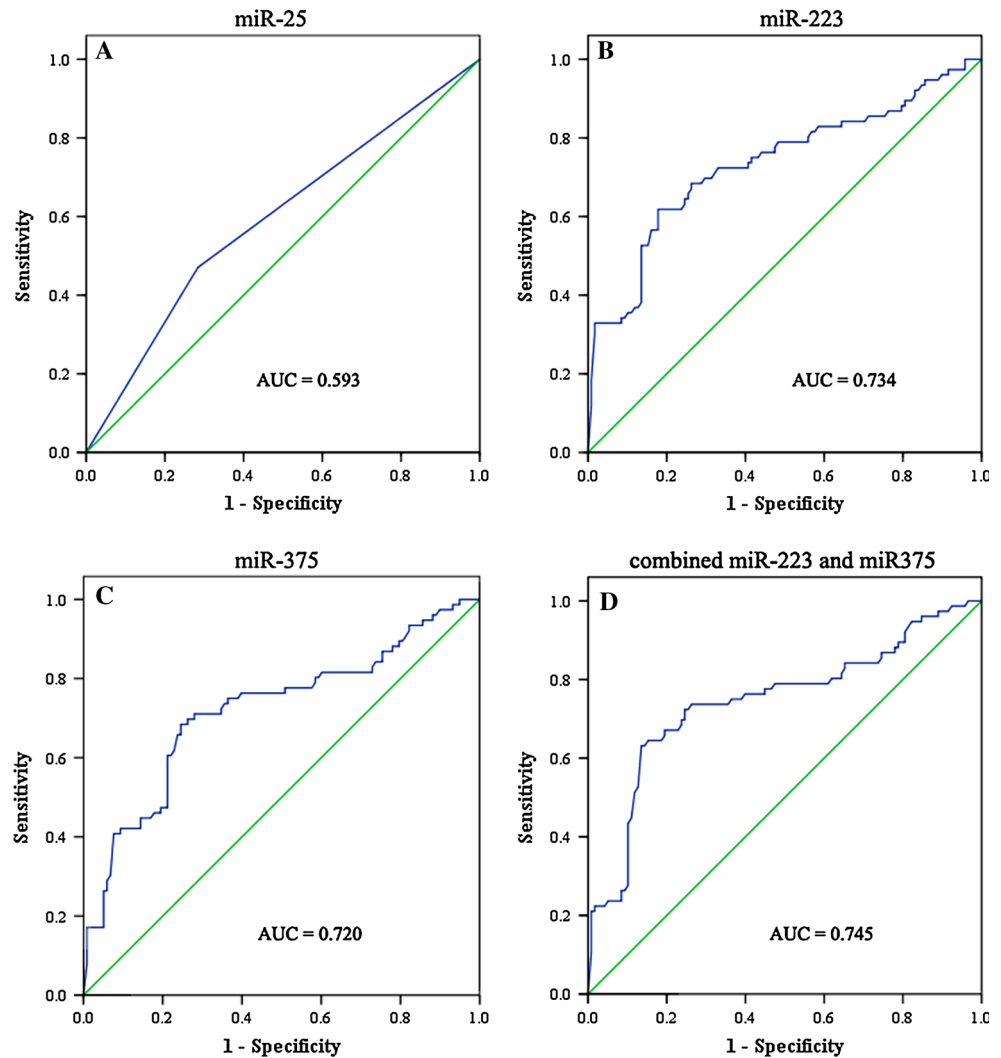 miR-25
A
1.0
0.8
0.6
0.4
0.2
0.0
Sensitivity
AUC = 0.593
0.0 0.2 0.4 0.6 0.8 1.0
1 - Specificity
miR-223
B
1.0
0.8
0.6
0.4
0.2
0.0
Sensitivity
AUC = 0.734
0.0 0.2 0.4 0.6 0.8 1.0
1 - Specificity
miR-375
C
1.0
0.8
0.6
0.4
0.2
0.0
Sensitivity
AUC = 0.720
0.0 0.2 0.4 0.6 0.8 1.0
1 - Specificity
combined miR-223 and miR375
D
1.0
0.8
0.6
0.4
0.2
0.0
Sensitivity
AUC = 0.745
0.0 0.2 0.4 0.6 0.8 1.0
1 - Specificity